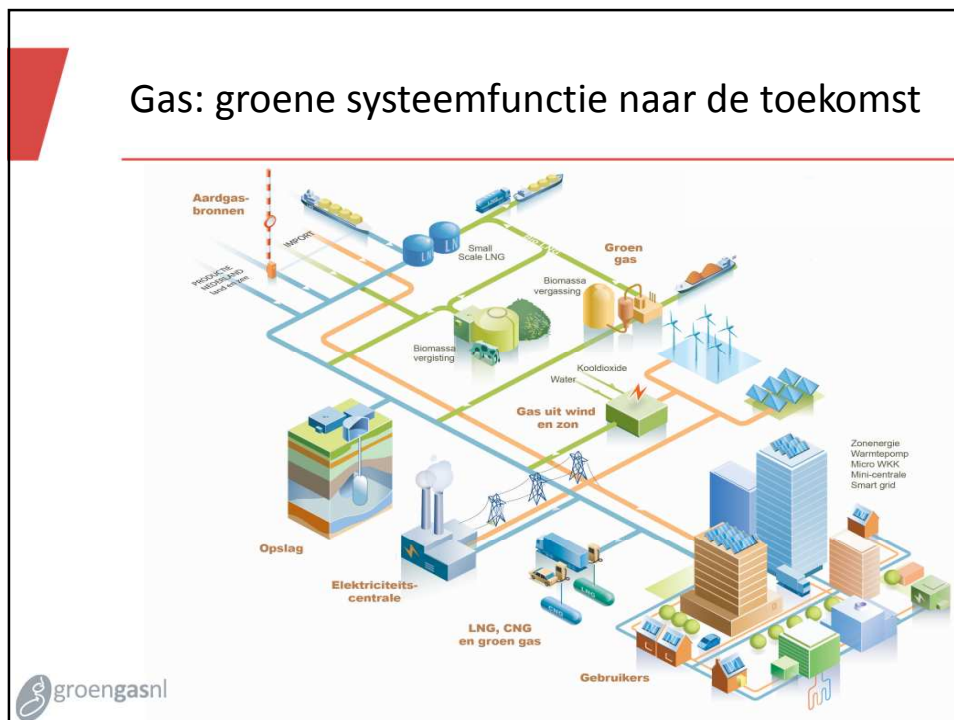 Gas: groene systeemfunctie naar de toekomst
Aardgas-
bronnen
IMPORT
PRODUCTIE
NEDERLAND
land en zee
LNG
Small
Scale LNG
Groen
gas
Biomassa
vergassing
Biomassa
vergisting
Kooldioxide
Water
Gas uit wind
en zon
Zonenergie
Warmtepomp
Micro WKK
Mini-centrale
Smart grid
Opslag
Elektriciteits-
centrale
LNG
CNG
LNG, CNG
en groen gas
Gebruikers
groengasnl